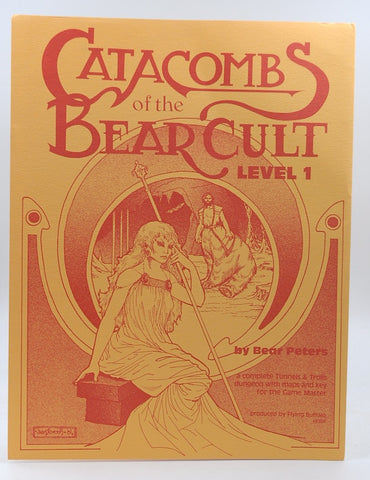 CATACOMBS
of the
BEAR CULT
LEVEL 1
by Bear Peters
a complete Tunnels & Trolls
dungeon with maps and key
for the Game Master
produced by Flying Buffalo